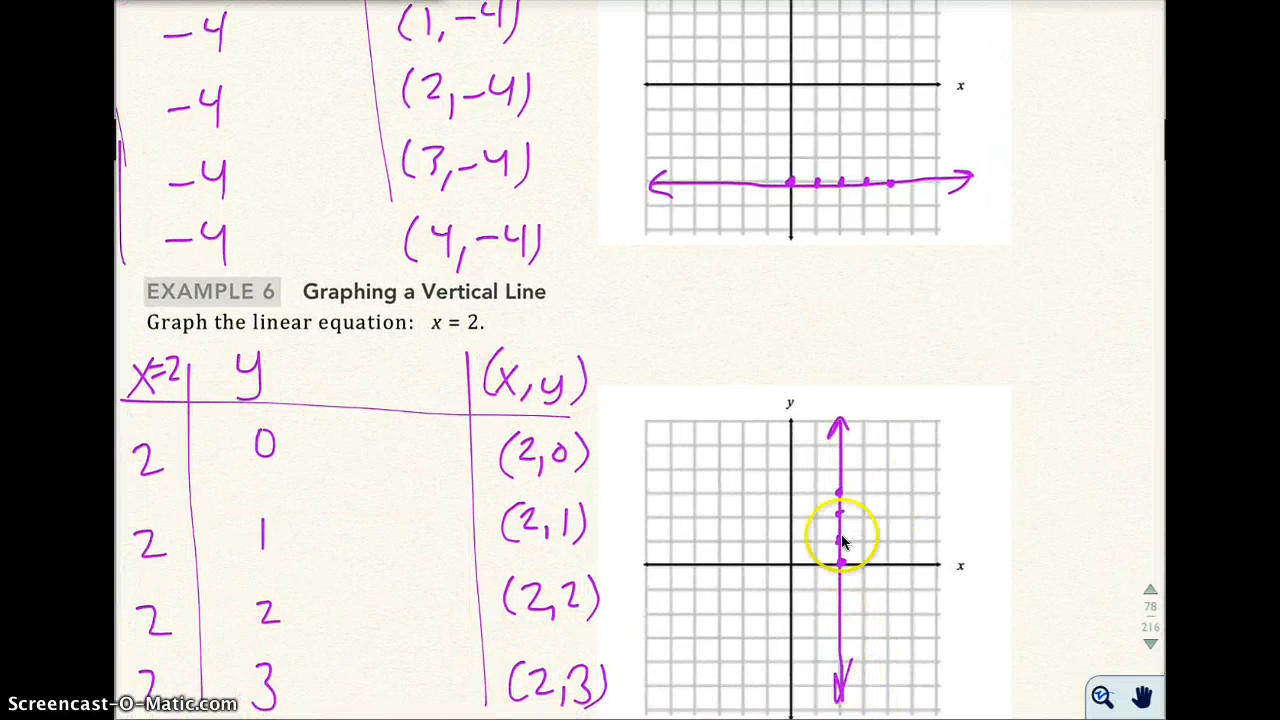 -4 (1,-4)
-4 (2,-4)
-4 (3,-4)
-4 (4,-4)
x
EXAMPLE 6 Graphing a Vertical Line
Graph the linear equation: x = 2.
x=2 y (x,y)
2 0 (2,0)
2 1 (2,1)
2 2 (2,2)
2 3 (2,3)
y
x
78
216
Screencast-O-Matic.com